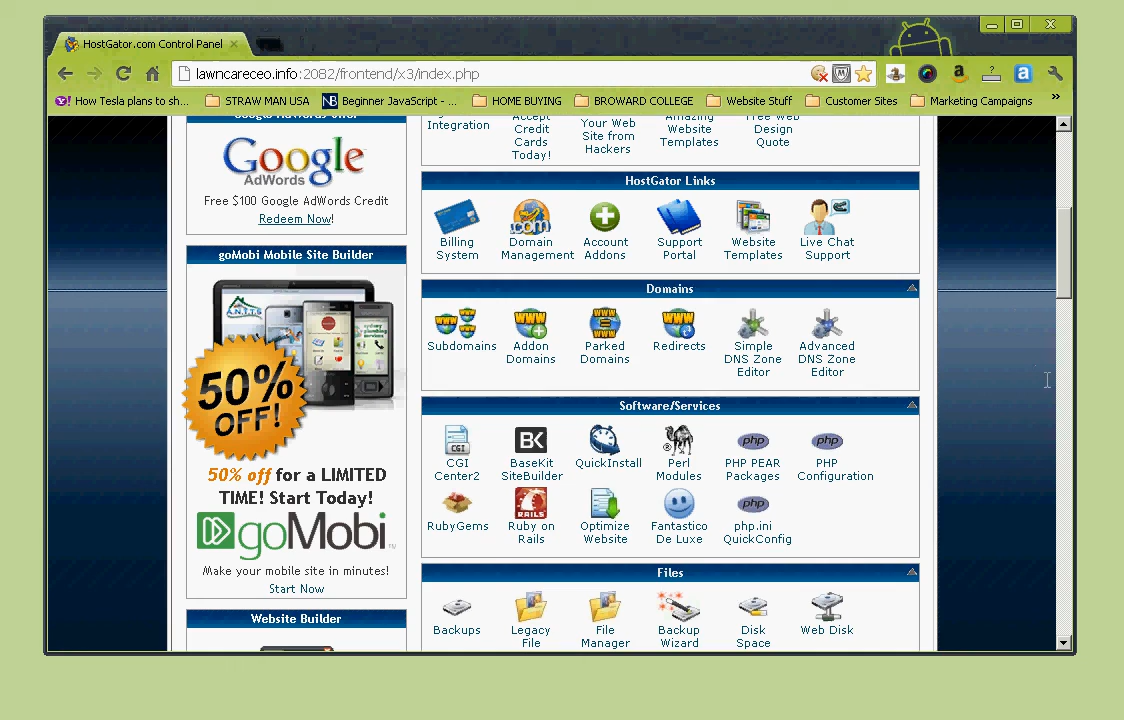 HostGator.com Control Panel
lawncareceo.info:2082/frontend/x3/index.php
How Tesla plans to sh...
STRAW MAN USA
Beginner JavaScript - ...
HOME BUYING
BROWARD COLLEGE
Website Stuff
Customer Sites
Marketing Campaigns
Google AdWords Offer
Google
AdWords
Free $100 Google AdWords Credit
Redeem Now!
goMobi Mobile Site Builder
50%
OFF!
50% off for a LIMITED
TIME! Start Today!
goMobi
Make your mobile site in minutes!
Start Now
Website Builder
Integration
Accept
Credit
Cards
Today!
Your Web
Site from
Hackers
Amazing
Website
Templates
Free Web
Design
Quote
HostGator Links
Billing
System
Domain
Management
Account
Addons
Support
Portal
Website
Templates
Live Chat
Support
Domains
Subdomains
Addon
Domains
Parked
Domains
Redirects
Simple
DNS Zone
Editor
Advanced
DNS Zone
Editor
Software/Services
CGI
Center2
BaseKit
SiteBuilder
QuickInstall
Perl
Modules
PHP PEAR
Packages
PHP
Configuration
RubyGems
Ruby on
Rails
Optimize
Website
Fantastico
De Luxe
php.ini
QuickConfig
Files
Backups
Legacy
File
File
Manager
Backup
Wizard
Disk
Space
Web Disk